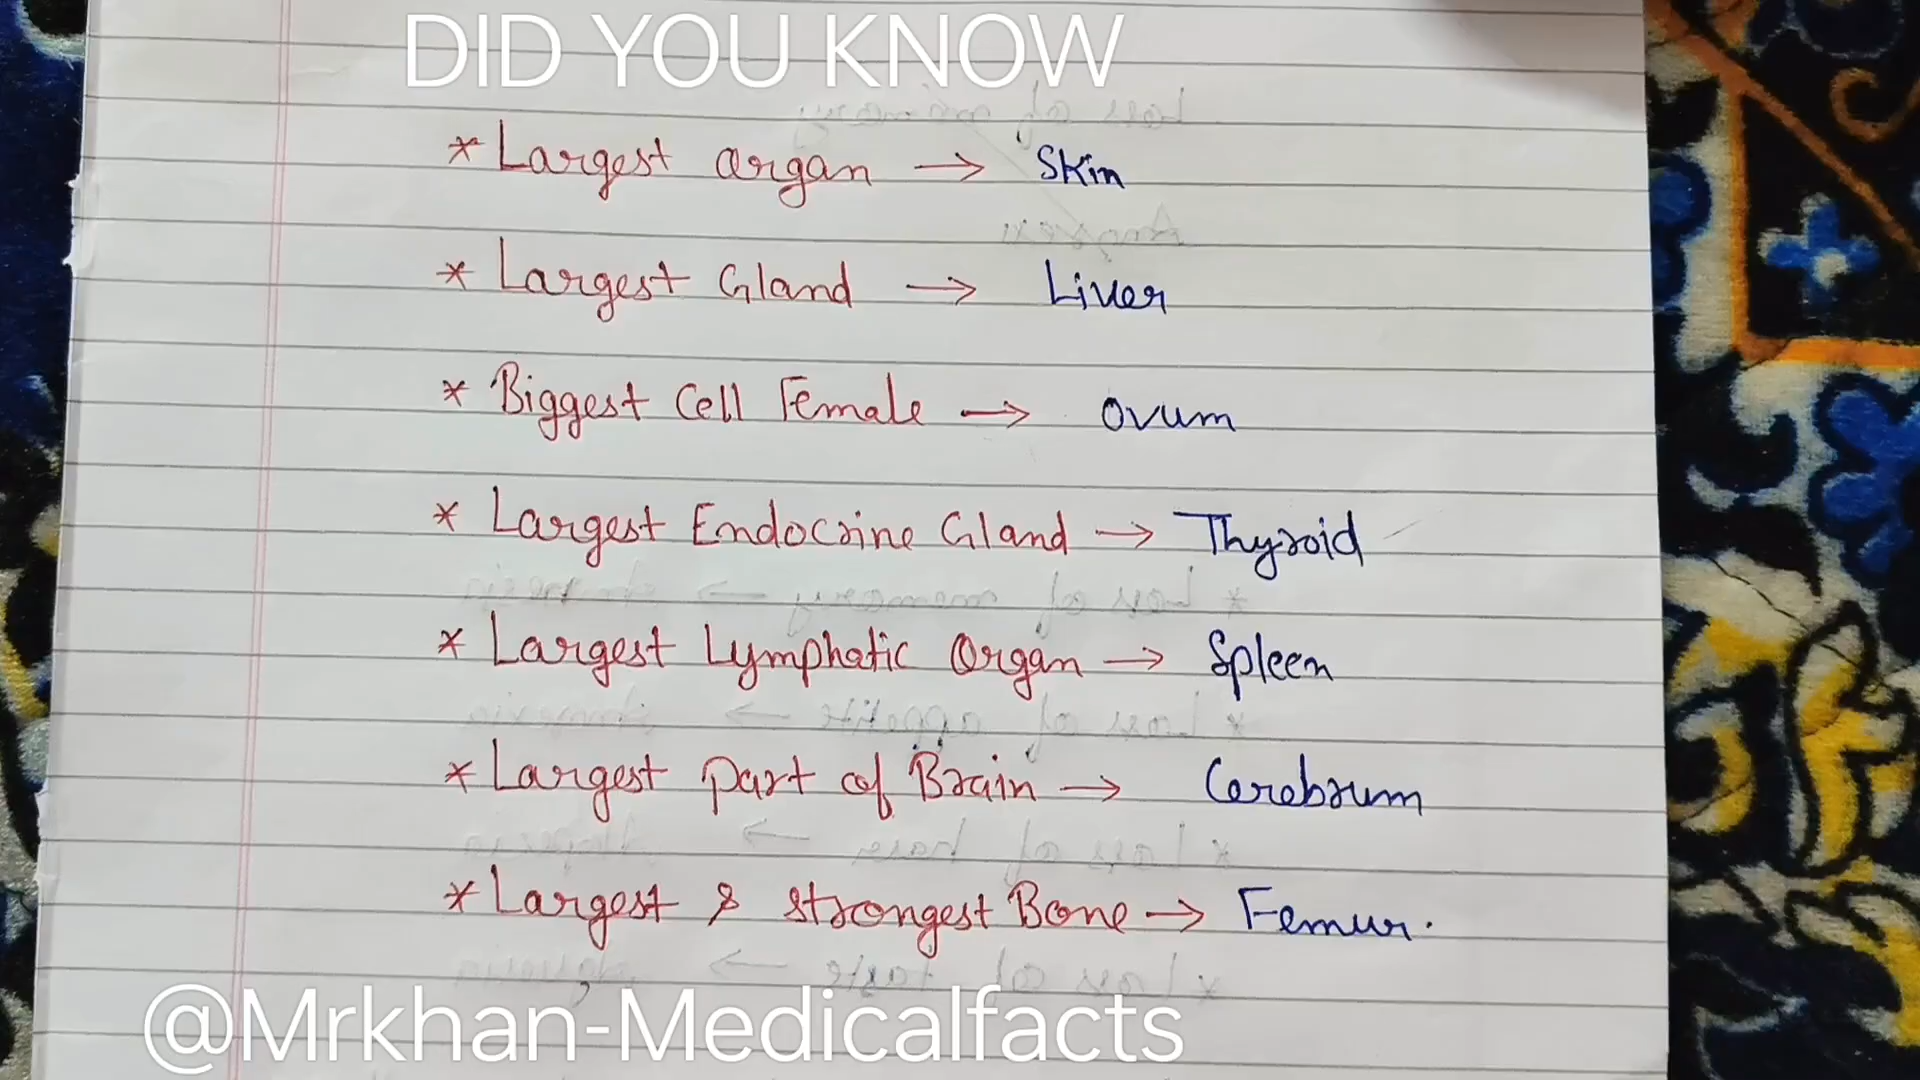 DID YOU KNOW
* Largest organ → Skin
* Largest Gland → Liver
* Biggest Cell Female → Ovum
* Largest Endocrine Gland → Thyroid
* Largest Lymphatic Organ → Spleen
* Largest part of Brain → Cerebrum
* Largest & strongest Bone → Femur.
@Mrkhan-Medicalfacts